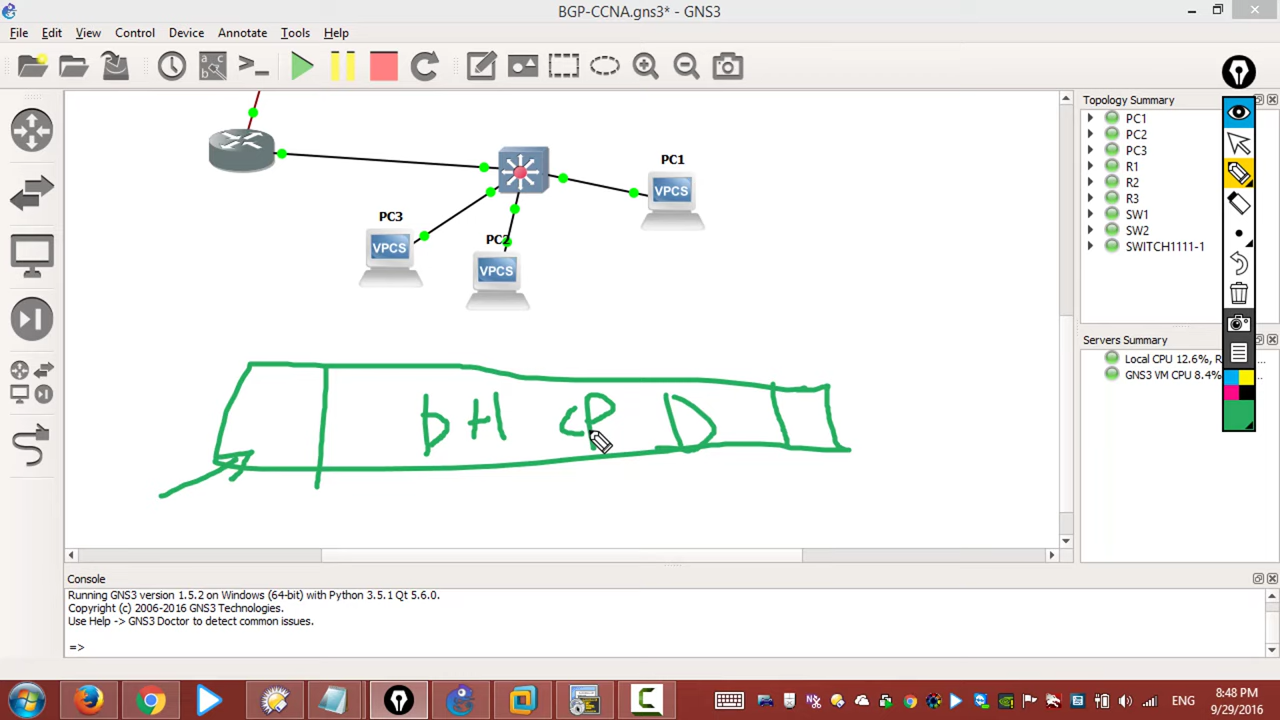 BGP-CCNA.gns3* - GNS3
File Edit View Control Device Annotate Tools Help
Topology Summary
PC1
PC2
PC3
R1
R2
R3
SW1
SW2
SWITCH1111-1
PC1
VPCS
PC3
VPCS
PC2
VPCS
DH CP D
Servers Summary
Local CPU 12.6%, R...
GNS3 VM CPU 8.4%...
Console
Running GNS3 version 1.5.2 on Windows (64-bit) with Python 3.5.1 Qt 5.6.0.
Copyright (c) 2006-2016 GNS3 Technologies.
Use Help -> GNS3 Doctor to detect common issues.
=>
ENG
8:48 PM
9/29/2016